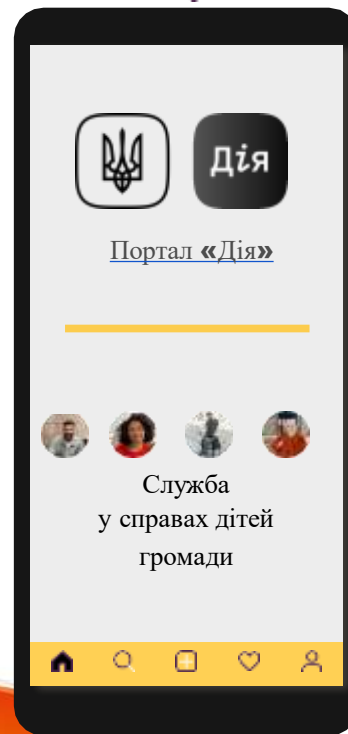 Дія
Портал «Дія»
Служба
у справах дітей
громади